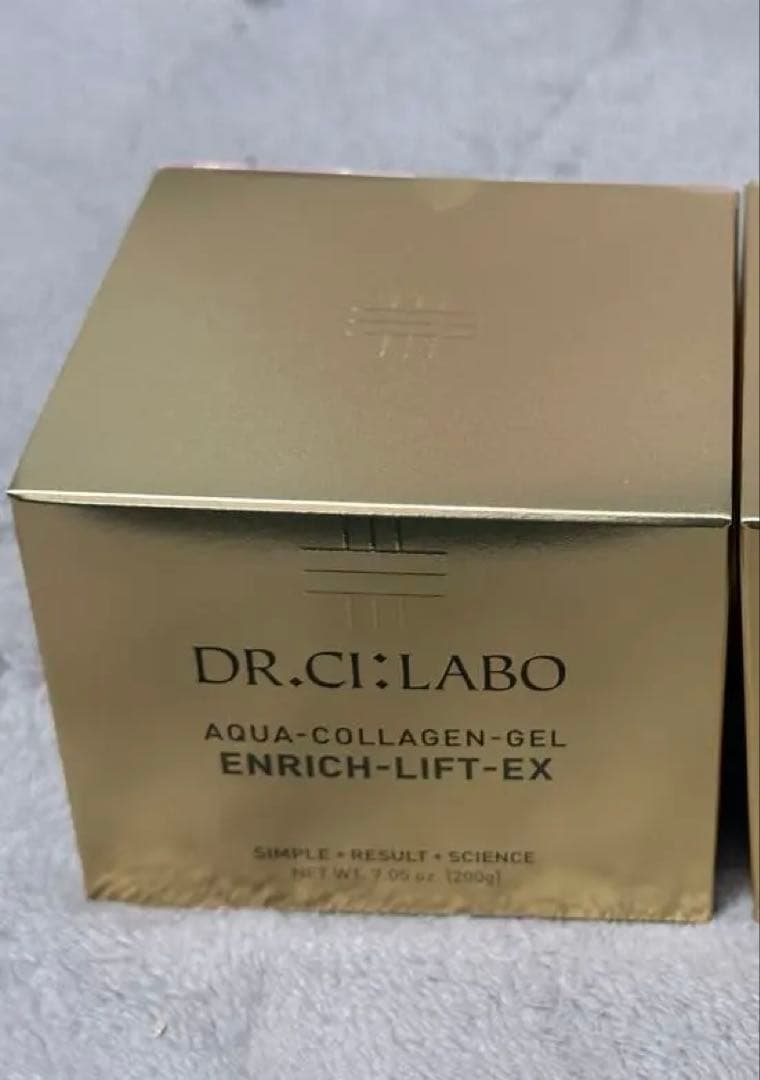 DR.CI:LABO
AQUA-COLLAGEN-GEL
ENRICH-LIFT-EX
SIMPLE • RESULT • SCIENCE
NET WT. 7.05 oz. (200g)